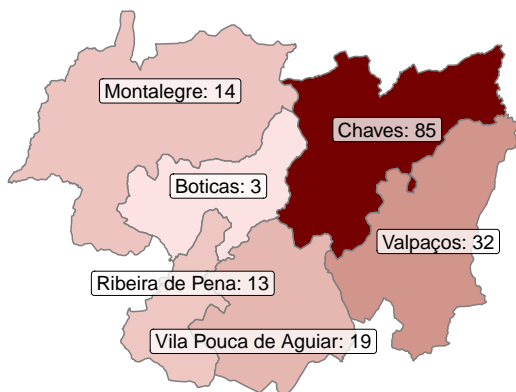 Montalegre: 14
Chaves: 85
Boticas: 3
Valpaços: 32
Ribeira de Pena: 13
Vila Pouca de Aguiar: 19